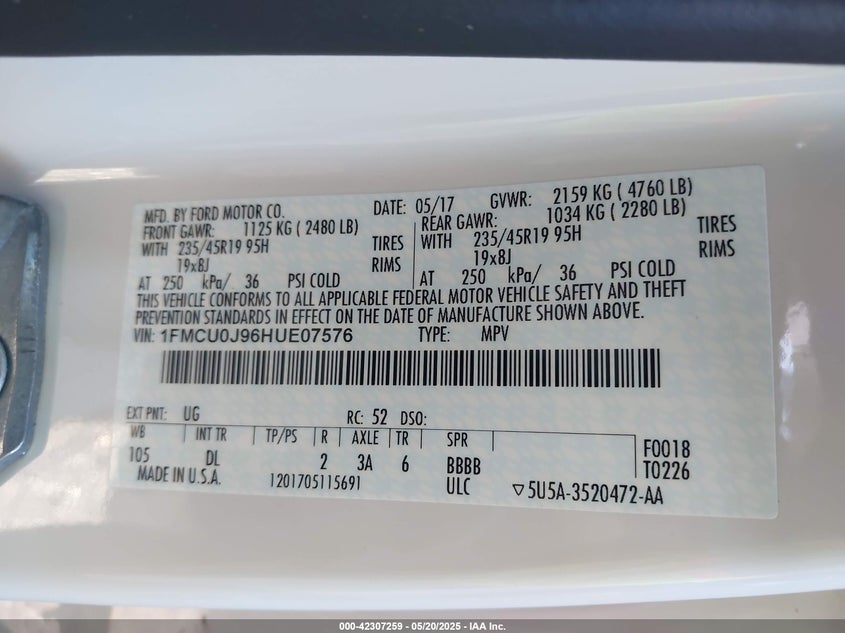 MFD. BY FORD MOTOR CO. DATE: 05/17 GVWR: 2159 KG ( 4760 LB)
FRONT GAWR: 1125 KG ( 2480 LB) REAR GAWR: 1034 KG ( 2280 LB)
WITH 235/45R19 95H TIRES WITH 235/45R19 95H TIRES
19x8J RIMS 19x8J RIMS
AT 250 kPa/ 36 PSI COLD AT 250 kPa/ 36 PSI COLD
THIS VEHICLE CONFORMS TO ALL APPLICABLE FEDERAL MOTOR VEHICLE SAFETY AND THEFT
PREVENTION STANDARDS IN EFFECT ON THE DATE OF MANUFACTURE SHOWN ABOVE.
VIN: 1FMCU0J96HUE07576 TYPE: MPV
EXT PNT: UG RC: 52 DSO:
WB INT TR TP/PS R AXLE TR SPR F0018
105 DL 2 3A 6 BBBB T0226
MADE IN U.S.A. 1201705115691 ULC ▽5U5A-3520472-AA
000-42307259 — 05/20/2025 — IAA Inc.